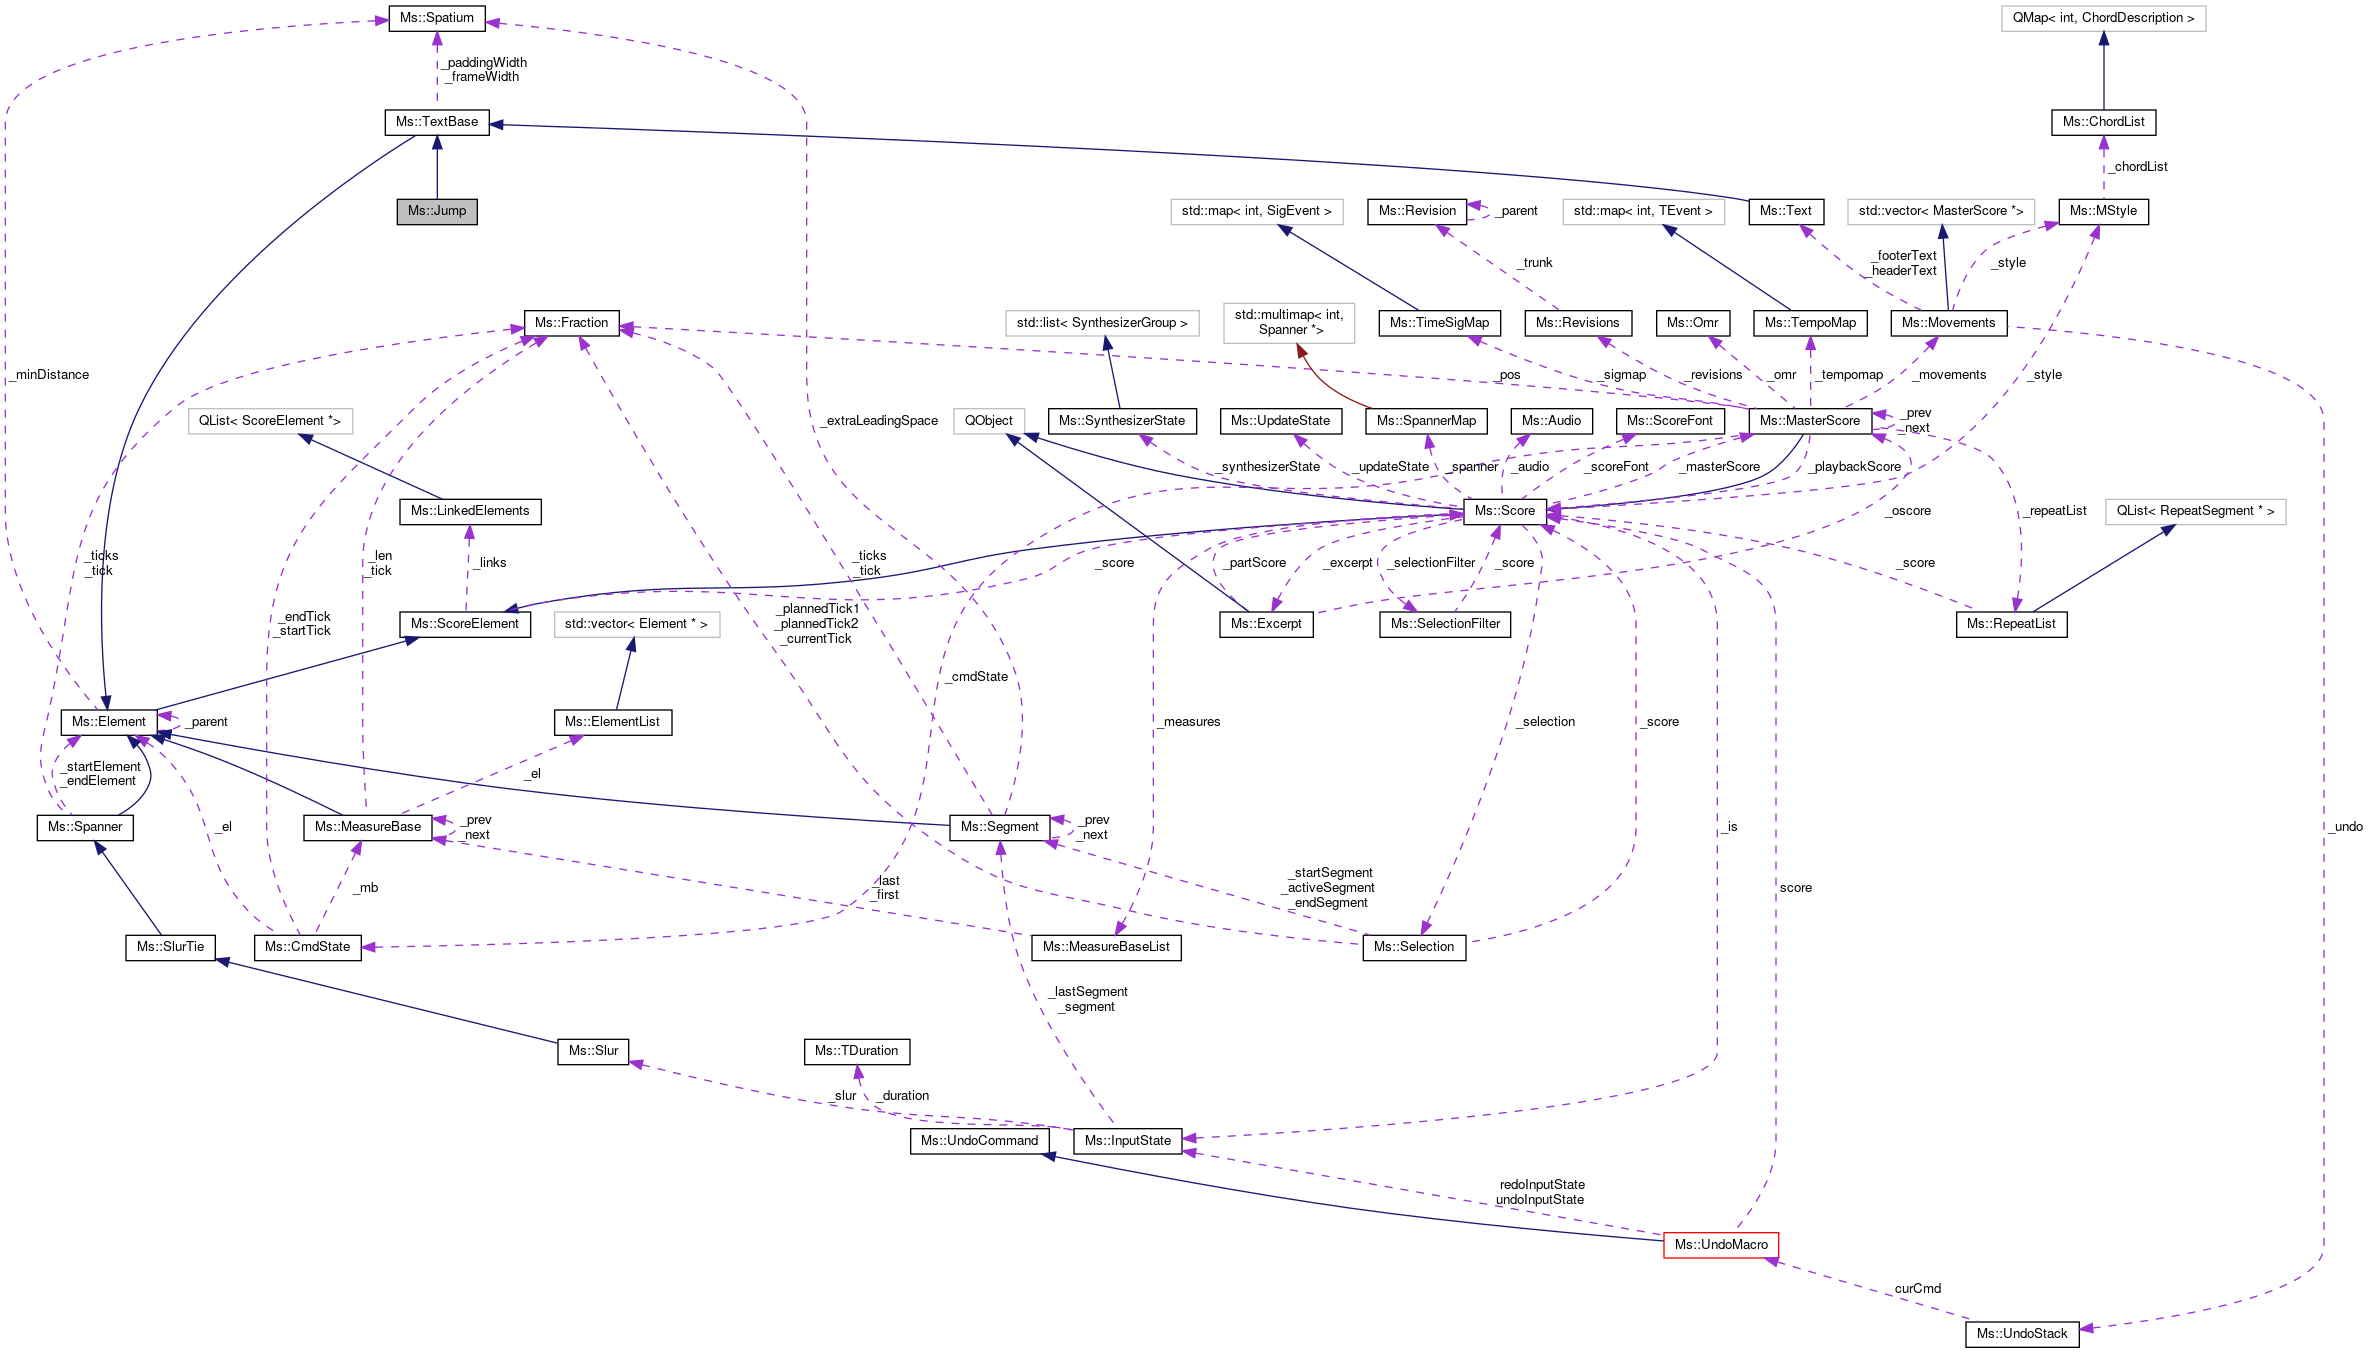 Ms::Spatium
QMap< int, ChordDescription >
_paddingWidth
_frameWidth
Ms::TextBase
Ms::ChordList
_chordList
Ms::Jump
std::map< int, SigEvent >
Ms::Revision
_parent
std::map< int, TEvent >
Ms::Text
std::vector< MasterScore *>
Ms::MStyle
_trunk
_footerText
_headerText
_style
Ms::Fraction
std::list< SynthesizerGroup >
std::multimap< int,
Spanner *>
Ms::TimeSigMap
Ms::Revisions
Ms::Omr
Ms::TempoMap
Ms::Movements
_minDistance
_pos
_sigmap
_revisions
_omr
_tempomap
_movements
_style
QList< ScoreElement *>
_extraLeadingSpace
QObject
Ms::SynthesizerState
Ms::UpdateState
Ms::SpannerMap
Ms::Audio
Ms::ScoreFont
Ms::MasterScore
_prev
_next
_synthesizerState
_updateState
_spanner
_audio
_scoreFont
_masterScore
_playbackScore
Ms::LinkedElements
Ms::Score
_oscore
_repeatList
QList< RepeatSegment * >
_ticks
_tick
_len
_tick
_links
_ticks
_tick
_score
_partScore
_excerpt
_selectionFilter
_score
_score
_endTick
_startTick
Ms::ScoreElement
std::vector< Element * >
_plannedTick1
_plannedTick2
_currentTick
Ms::Excerpt
Ms::SelectionFilter
Ms::RepeatList
_cmdState
Ms::Element
_parent
Ms::ElementList
_measures
_selection
_score
_startElement
_endElement
_el
Ms::Spanner
_el
Ms::MeasureBase
_prev
_next
Ms::Segment
_prev
_next
_is
_undo
_mb
_last
_first
_startSegment
_activeSegment
_endSegment
score
Ms::SlurTie
Ms::CmdState
Ms::MeasureBaseList
Ms::Selection
_lastSegment
_segment
Ms::Slur
Ms::TDuration
_slur
_duration
Ms::UndoCommand
Ms::InputState
redoInputState
undoInputState
Ms::UndoMacro
curCmd
Ms::UndoStack